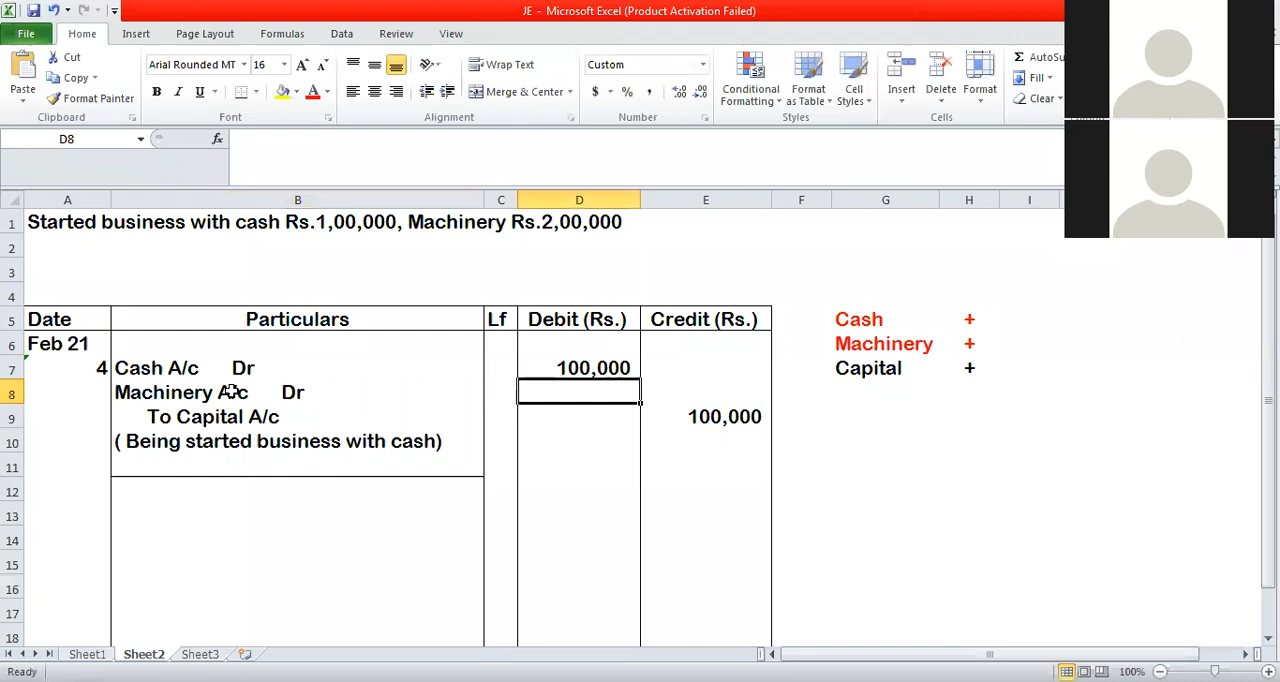 JE - Microsoft Excel (Product Activation Failed)
File Home Insert Page Layout Formulas Data Review View
Cut
Copy
Format Painter
Paste
Clipboard
Arial Rounded MT 16
B I U
Font
Wrap Text
Merge & Center
Alignment
Custom
$ % ,
Number
Conditional Formatting
Format as Table
Cell Styles
Styles
Insert Delete Format
Cells
Σ AutoSu
Fill
Clear
D8 fx
A B C D E F G H I
1 Started business with cash Rs.1,00,000, Machinery Rs.2,00,000
2
3
4
5 Date Particulars Lf Debit (Rs.) Credit (Rs.) Cash +
6 Feb 21 Machinery +
7 4 Cash A/c Dr 100,000 Capital +
8 Machinery A/c Dr
9 To Capital A/c 100,000
10 ( Being started business with cash)
11
12
13
14
15
16
17
18
Sheet1 Sheet2 Sheet3
Ready 100%